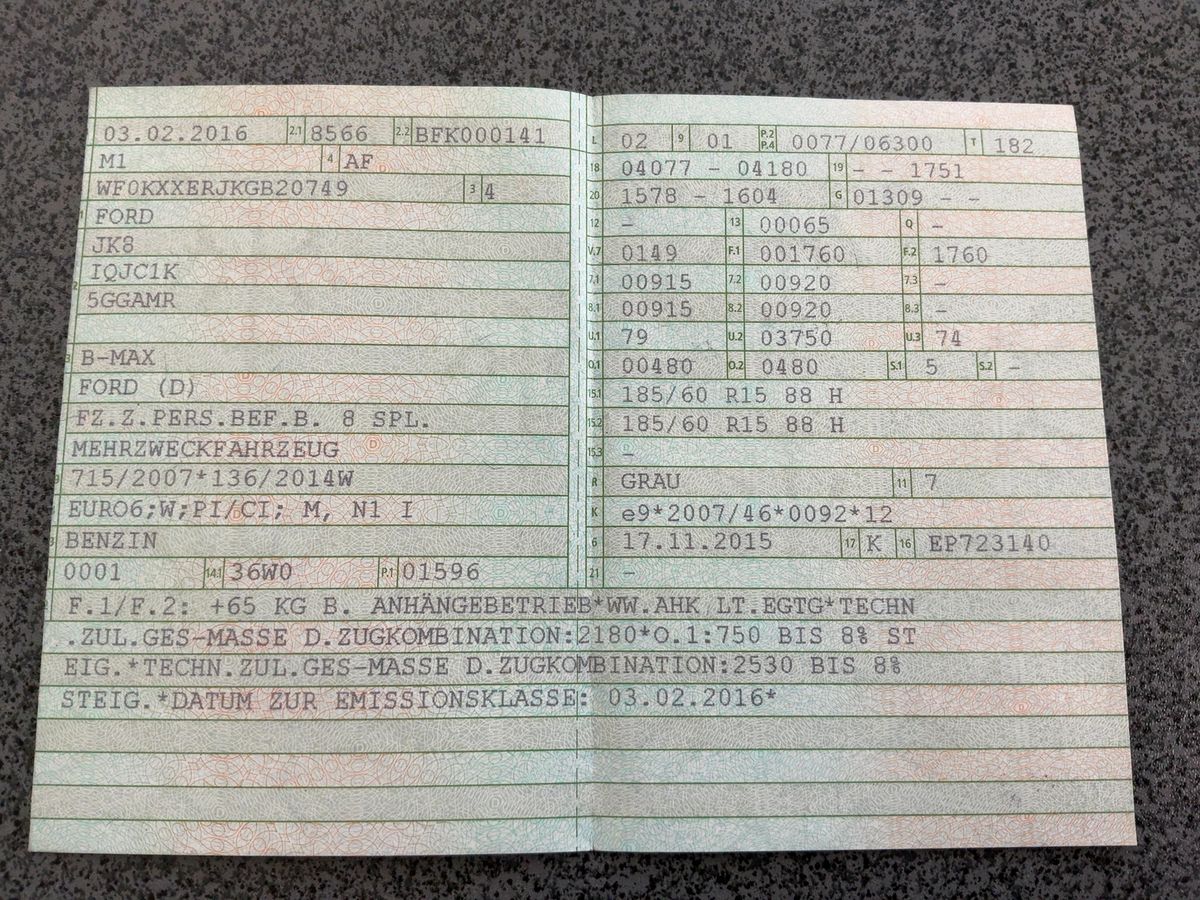 03.02.2016 2.1 8566 2.2 BFK000141
M1 4 AF
WF0KXXERJKGB20749 3 4
FORD
JK8
IQJC1K
5GGAMR
B-MAX
FORD (D)
FZ.Z.PERS.BEF.B. 8 SPL.
MEHRZWECKFAHRZEUG
715/2007*136/2014W
EURO6;W;PI/CI; M, N1 I
BENZIN
0001 14.1 36W0 P.1 01596
L 02 9 01 P.2 P.4 0077/06300 T 182
18 04077 - 04180 19 - - 1751
20 1578 - 1604 G 01309 - -
12 - 13 00065 Q -
V.7 0149 F.1 001760 F.2 1760
7.1 00915 7.2 00920 7.3 -
8.1 00915 8.2 00920 8.3 -
U.1 79 U.2 03750 U.3 74
O.1 00480 O.2 0480 S.1 5 S.2 -
15.1 185/60 R15 88 H
15.2 185/60 R15 88 H
15.3 -
R GRAU 11 7
K e9*2007/46*0092*12
6 17.11.2015 17 K 16 EP723140
21 -
F.1/F.2: +65 KG B. ANHÄNGEBETRIEB*WW.AHK LT.EGTG*TECHN
.ZUL.GES-MASSE D.ZUGKOMBINATION:2180*O.1:750 BIS 8% ST
EIG.*TECHN.ZUL.GES-MASSE D.ZUGKOMBINATION:2530 BIS 8%
STEIG.*DATUM ZUR EMISSIONSKLASSE: 03.02.2016*